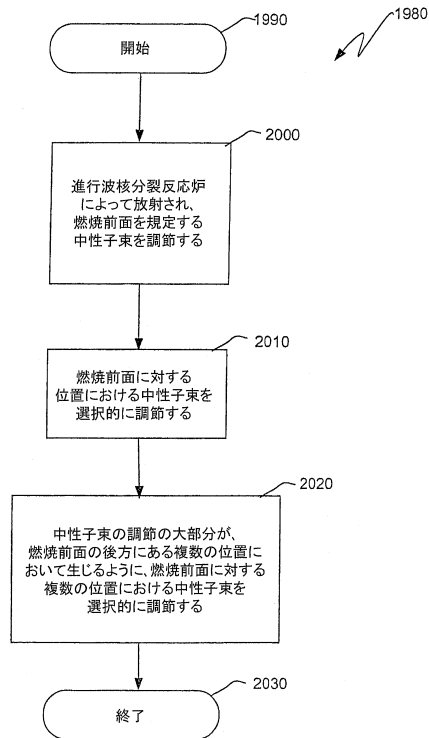 1990
1980
開始
2000
進行波核分裂反応炉
によって放射され、
燃焼前面を規定する
中性子束を調節する
2010
燃焼前面に対する
位置における中性子束を
選択的に調節する
2020
中性子束の調節の大部分が、
燃焼前面の後方にある複数の位置に
おいて生じるように、燃焼前面に対する
複数の位置における中性子束を
選択的に調節する
2030
終了